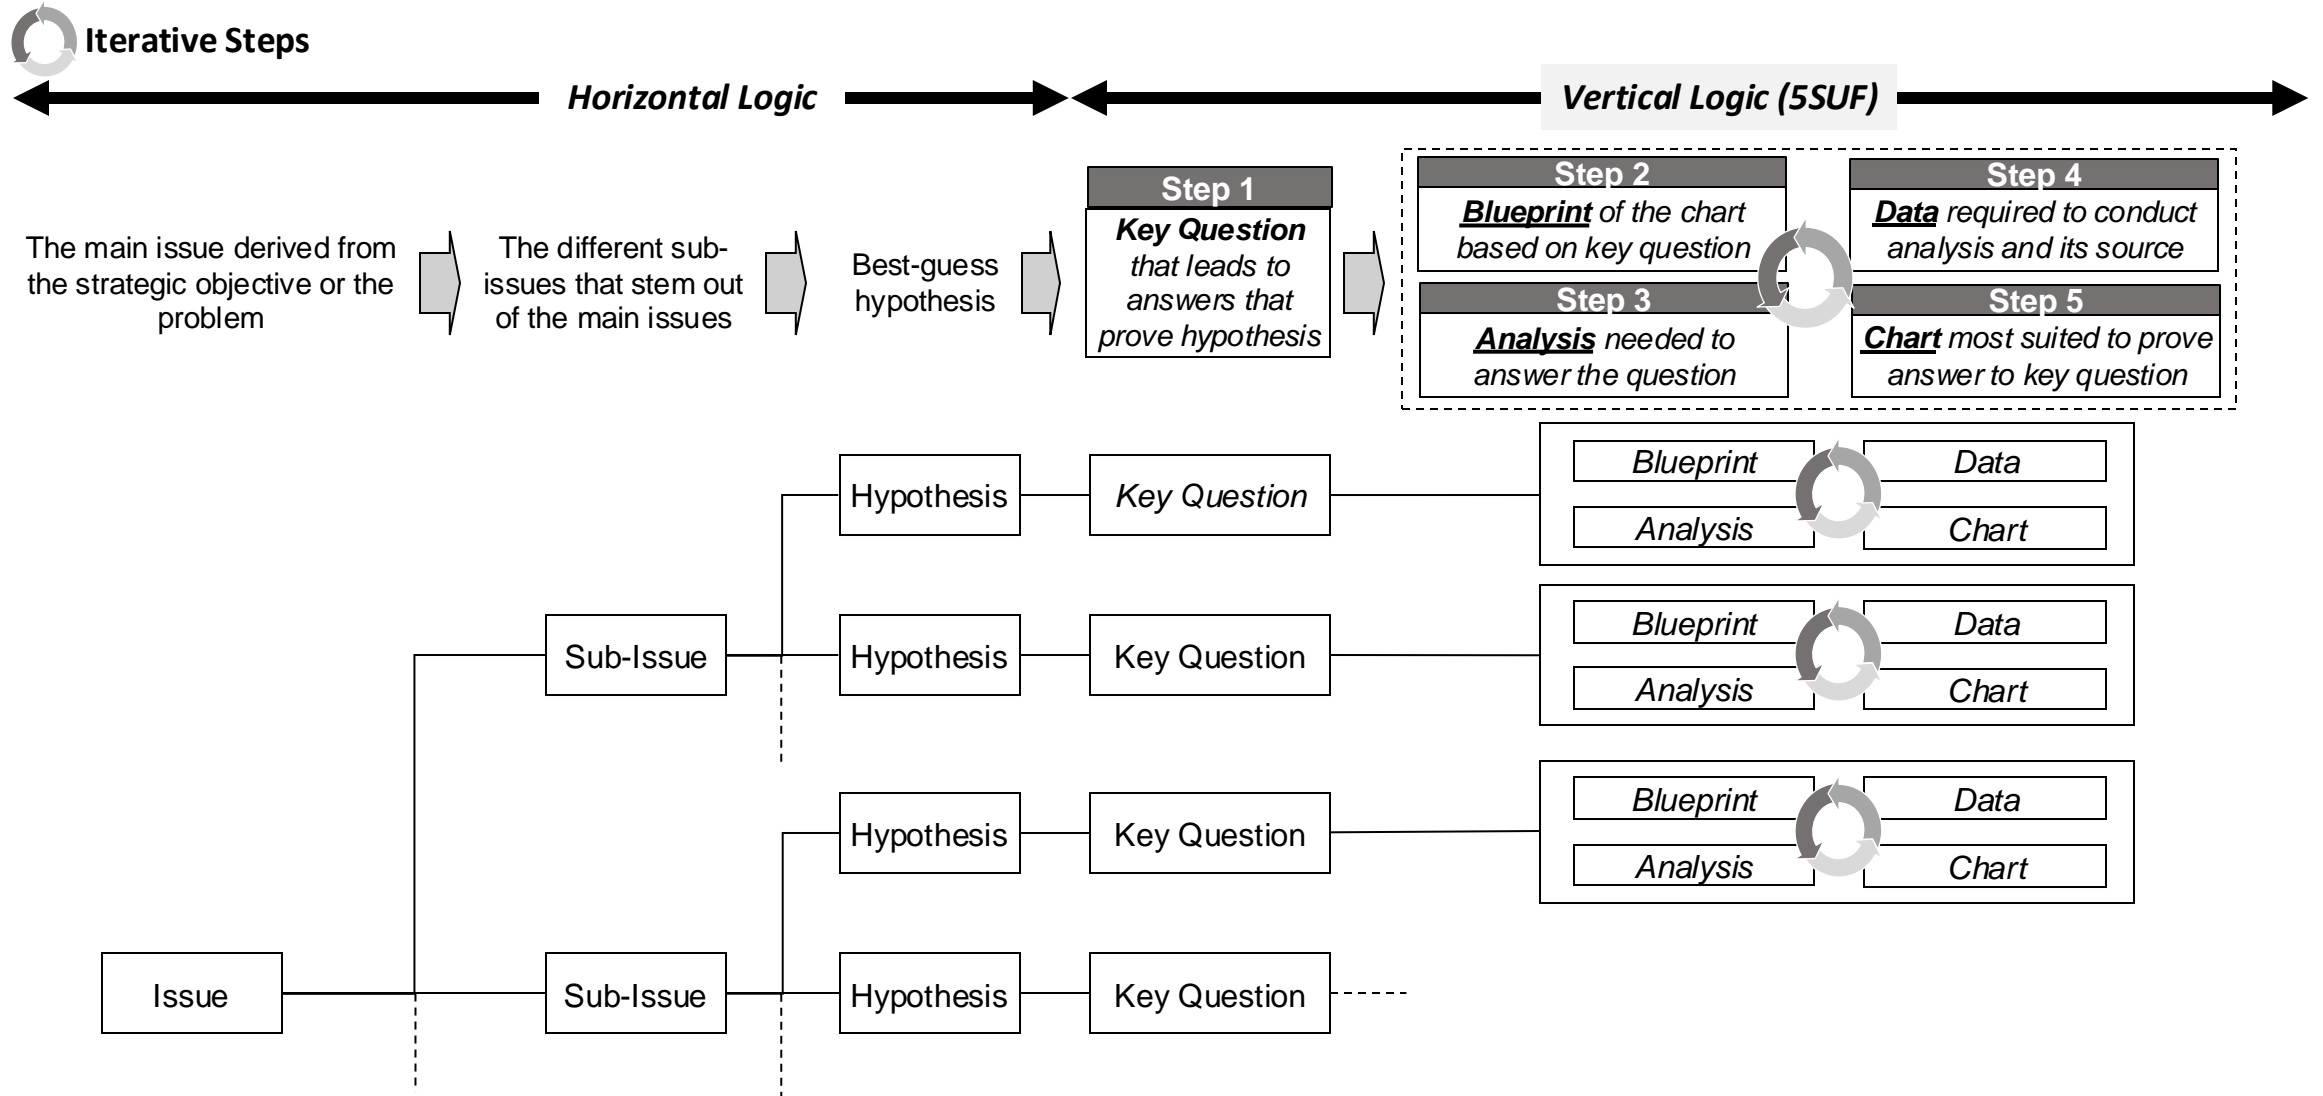 Iterative Steps
Horizontal Logic
Vertical Logic (5SUF)
The main issue derived from
the strategic objective or the
problem
The different sub-
issues that stem out
of the main issues
Best-guess
hypothesis
Step 1
Key Question
that leads to
answers that
prove hypothesis
Step 2
Blueprint of the chart
based on key question
Step 3
Analysis needed to
answer the question
Step 4
Data required to conduct
analysis and its source
Step 5
Chart most suited to prove
answer to key question
Hypothesis
Key Question
Blueprint
Data
Analysis
Chart
Sub-Issue
Hypothesis
Key Question
Blueprint
Data
Analysis
Chart
Hypothesis
Key Question
Blueprint
Data
Analysis
Chart
Issue
Sub-Issue
Hypothesis
Key Question